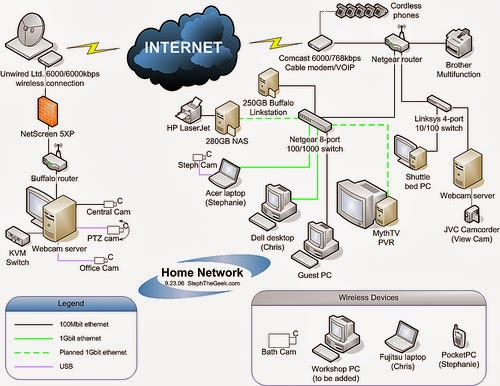 Cordless
phones
INTERNET
Unwired Ltd. 6000/6000kbps
wireless connection
Comcast 6000/768kbps
Cable modem/VOIP
Netgear router
Brother
Multifunction
NetScreen 5XP
250GB Buffalo
Linkstation
HP LaserJet
280GB NAS
Netgear 8-port
100/1000 switch
Linksys 4-port
10/100 switch
Buffalo router
Steph Cam
C
Acer laptop
(Stephanie)
Shuttle
bed PC
Webcam server
Central Cam
C
PTZ cam
C
Office Cam
C
KVM
Switch
Webcam server
Dell desktop
(Chris)
Guest PC
MythTV
PVR
JVC Camcorder
(View Cam)
Home Network
9.23.06 StephTheGeek.com
Legend
100Mbit ethernet
1Gbit ethernet
Planned 1Gbit ethernet
USB
Wireless Devices
C
Bath Cam
Workshop PC
(to be added)
Fujitsu laptop
(Chris)
PocketPC
(Stephanie)